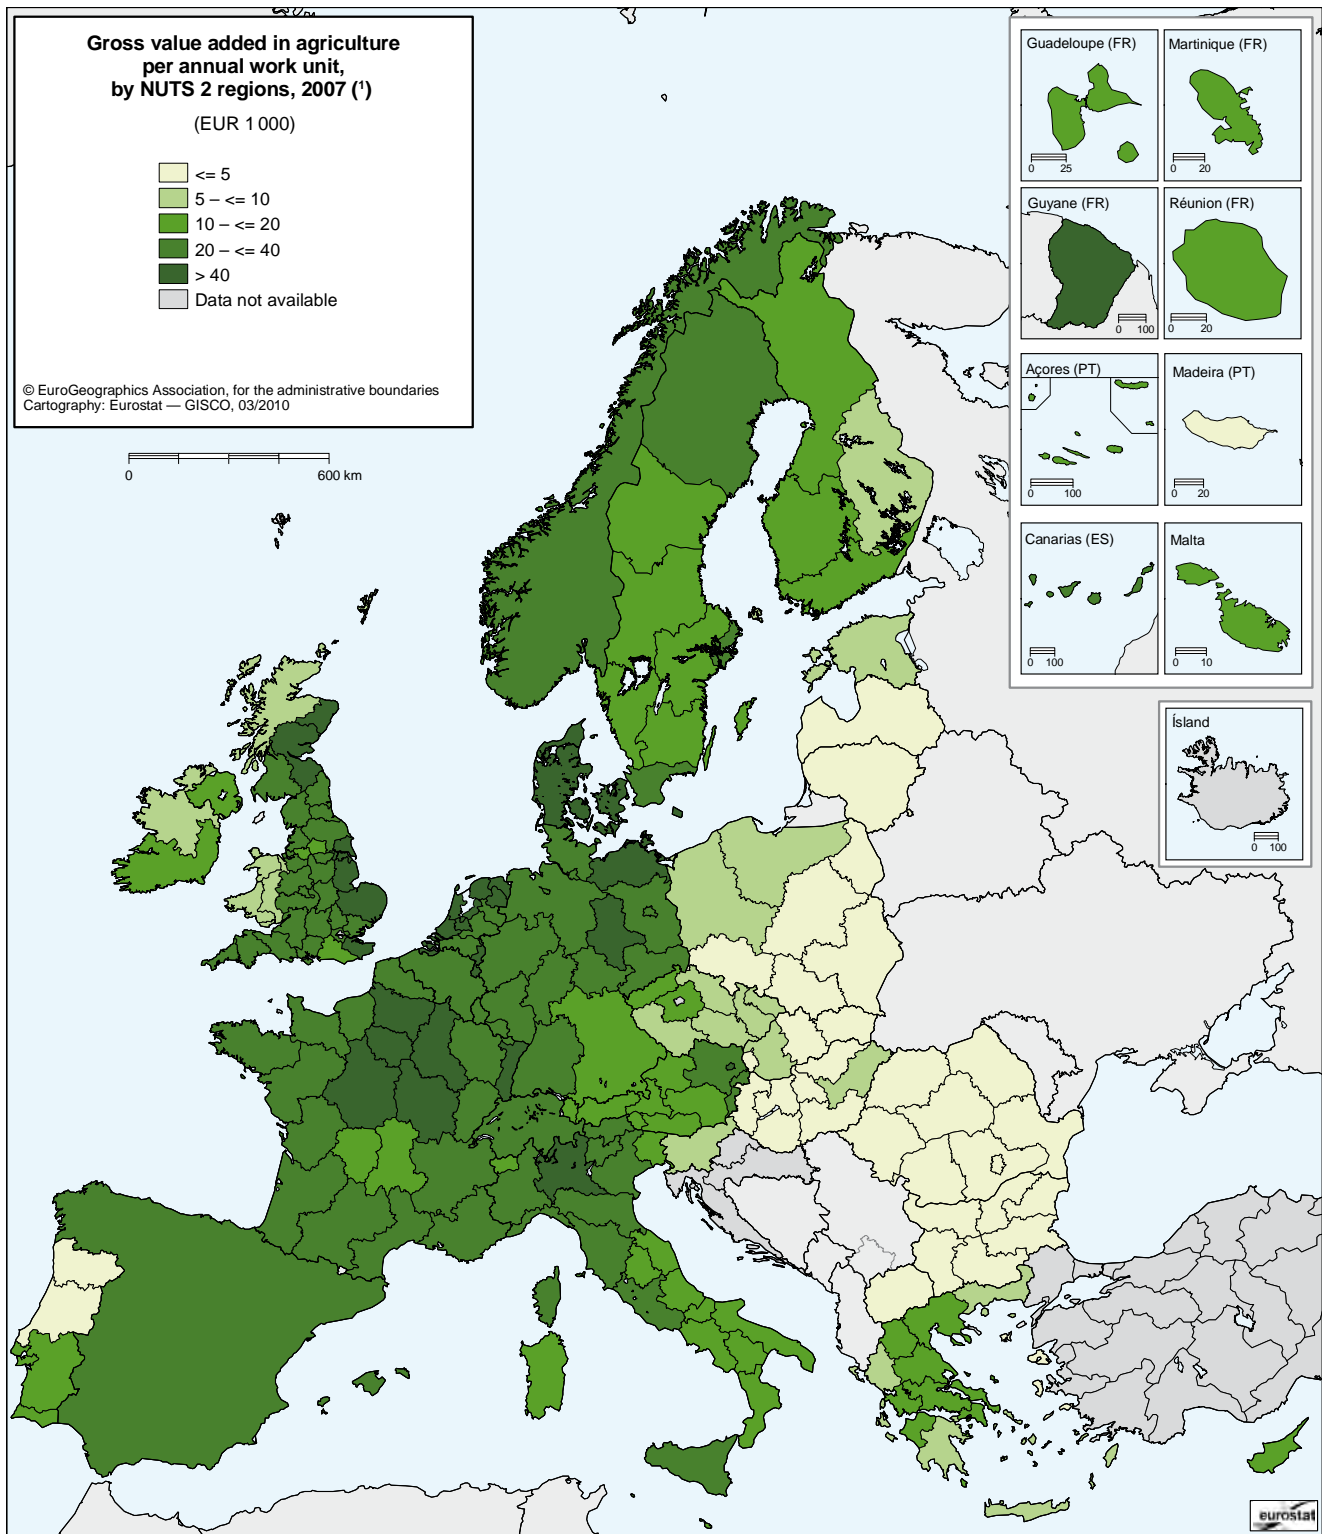 Gross value added in agriculture
per annual work unit,
by NUTS 2 regions, 2007 (¹)
(EUR 1 000)
<= 5
5 – <= 10
10 – <= 20
20 – <= 40
> 40
Data not available
© EuroGeographics Association, for the administrative boundaries
Cartography: Eurostat — GISCO, 03/2010
0 600 km
Guadeloupe (FR)
0 25
Martinique (FR)
0 20
Guyane (FR)
0 100
Réunion (FR)
0 20
Açores (PT)
0 100
Madeira (PT)
0 20
Canarias (ES)
0 100
Malta
0 10
Ísland
0 100
eurostat